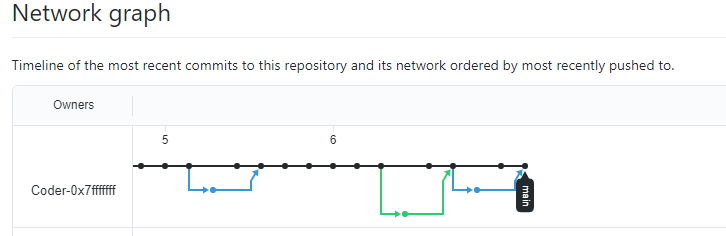 Network graph
Timeline of the most recent commits to this repository and its network ordered by most recently pushed to.
Owners
5 6
Coder-0x7fffffff
main